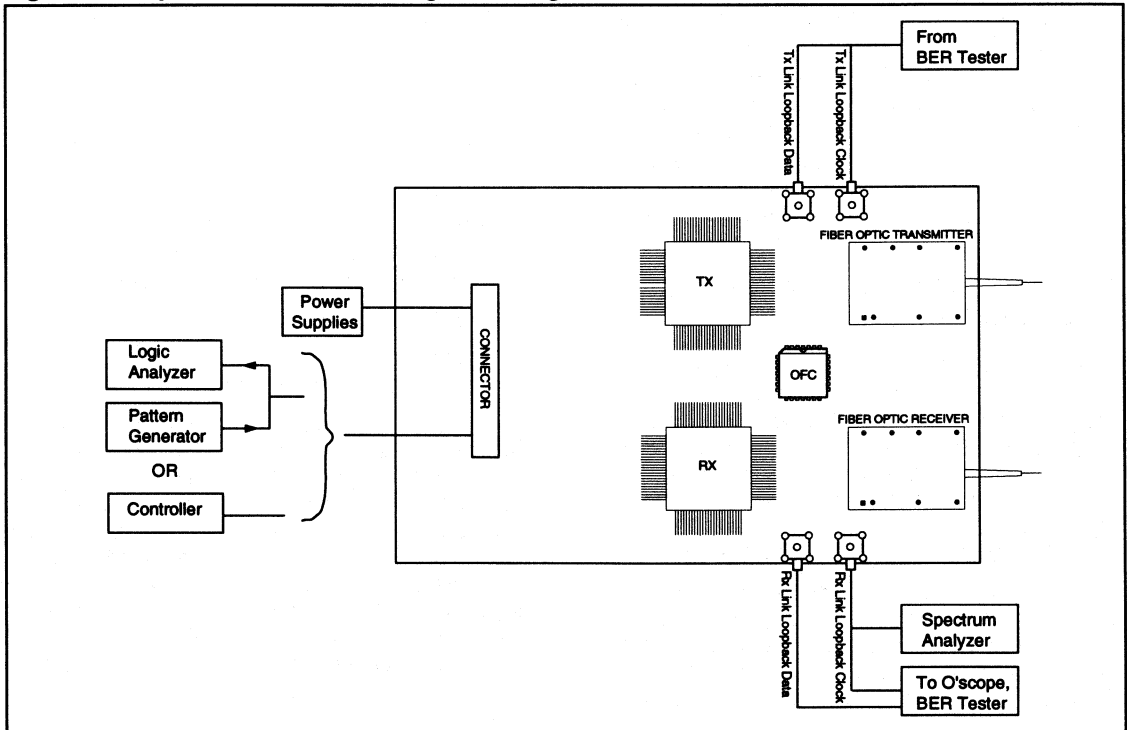 From
BER Tester
Tx Link Loopback Data
Tx Link Loopback Clock
FIBER OPTIC TRANSMITTER
TX
Power
Supplies
CONNECTOR
Logic
Analyzer
Pattern
Generator
OR
Controller
OFC
FIBER OPTIC RECEIVER
RX
Rx Link Loopback Data
Rx Link Loopback Clock
Spectrum
Analyzer
To O'scope,
BER Tester